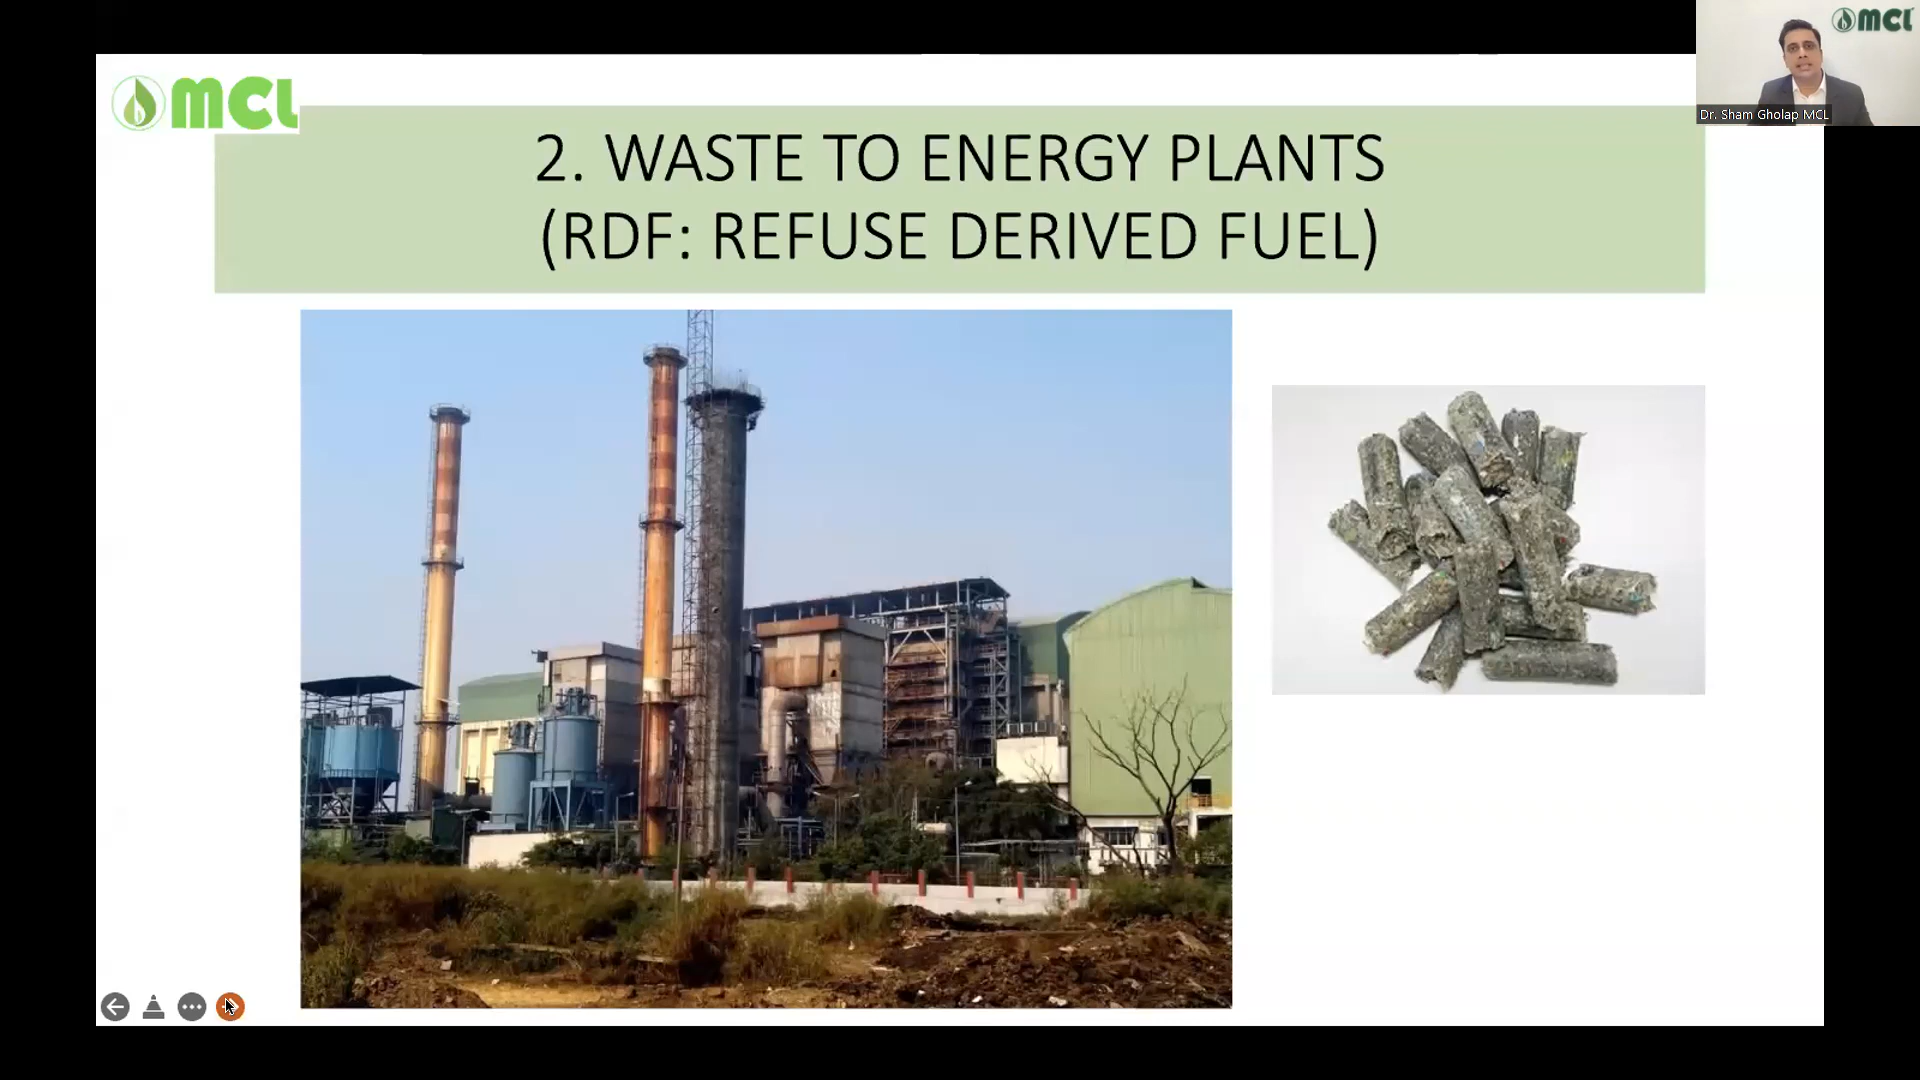 MCL
MCL
Dr. Sham Gholap MCL
2. WASTE TO ENERGY PLANTS
(RDF: REFUSE DERIVED FUEL)